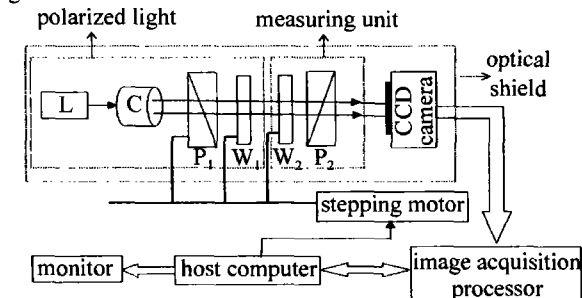 polarized light
measuring unit
optical
shield
L
C
P1
W1
W2
P2
CCD
camera
stepping motor
monitor
host computer
image acquisition
processor